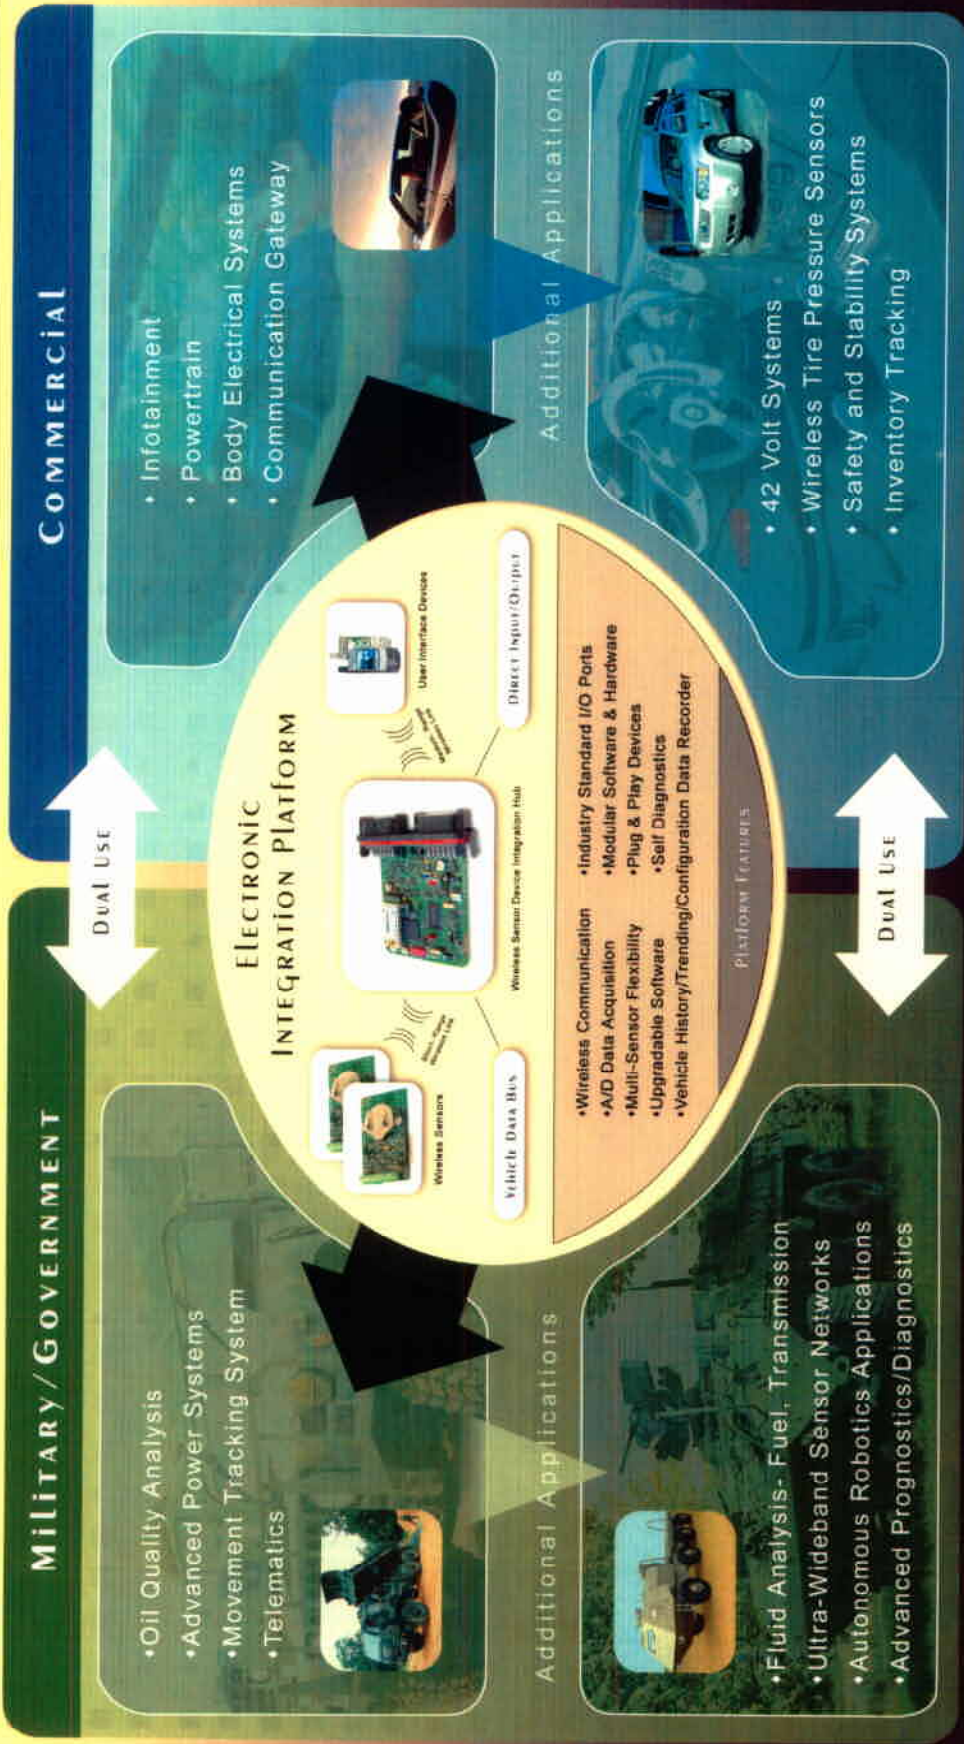 MILITARY/GOVERNMENT
DUAL USE
COMMERCIAL
•Oil Quality Analysis
•Advanced Power Systems
•Movement Tracking System
•Telematics
Additional Applications
•Fluid Analysis- Fuel, Transmission
•Ultra-Wideband Sensor Networks
•Autonomous Robotics Applications
•Advanced Prognostics/Diagnostics
ELECTRONIC
INTEGRATION PLATFORM
Short-Range
Wireless Link
Wireless Sensors
Wireless Sensor Device Integration Hub
User Interface Devices
VEHICLE DATA BUS
DIRECT INPUT/OUTPUT
•Wireless Communication
•A/D Data Acquisition
•Multi-Sensor Flexibility
•Upgradable Software
•Industry Standard I/O Ports
•Modular Software & Hardware
•Plug & Play Devices
•Self Diagnostics
•Vehicle History/Trending/Configuration Data Recorder
PLATFORM FEATURES
DUAL USE
• Infotainment
• Powertrain
• Body Electrical Systems
• Communication Gateway
Additional Applications
• 42 Volt Systems
• Wireless Tire Pressure Sensors
• Safety and Stability Systems
• Inventory Tracking